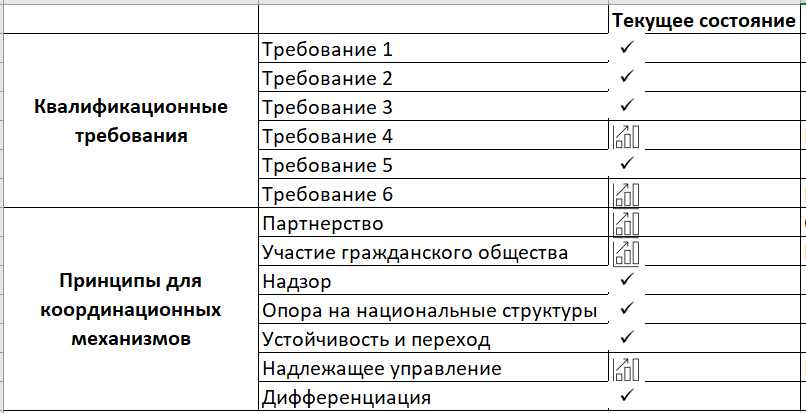 Текущее состояние
Квалификационные
требования
Требование 1 ✓
Требование 2 ✓
Требование 3 ✓
Требование 4
Требование 5 ✓
Требование 6
Принципы для
координационных
механизмов
Партнерство
Участие гражданского общества
Надзор ✓
Опора на национальные структуры ✓
Устойчивость и переход ✓
Надлежащее управление
Дифференциация ✓